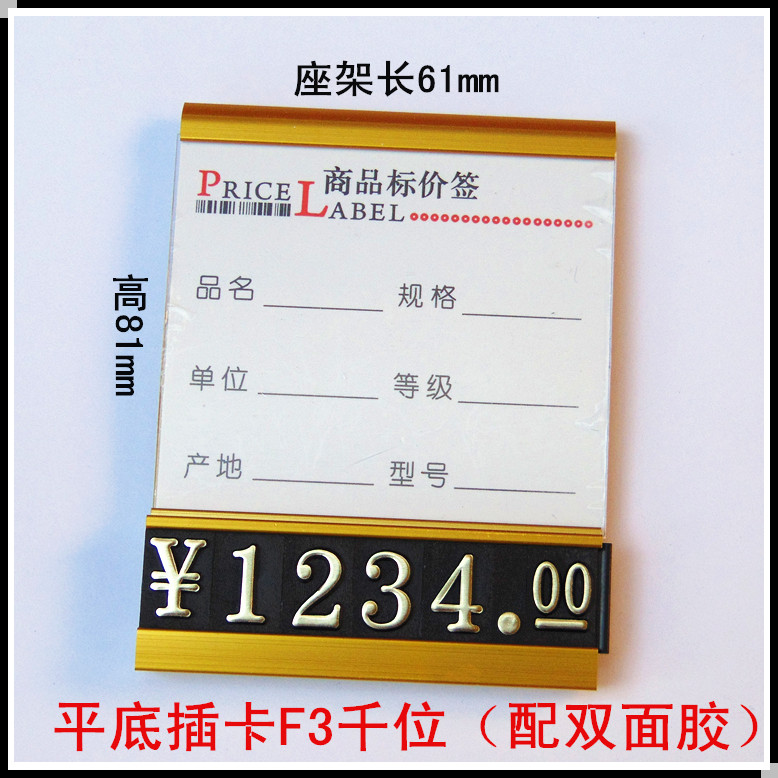 座架长61mm
PRICE LABEL 商品标价签
高81mm
品名 规格
单位 等级
产地 型号
¥1234.00
平底插卡F3千位（配双面胶）